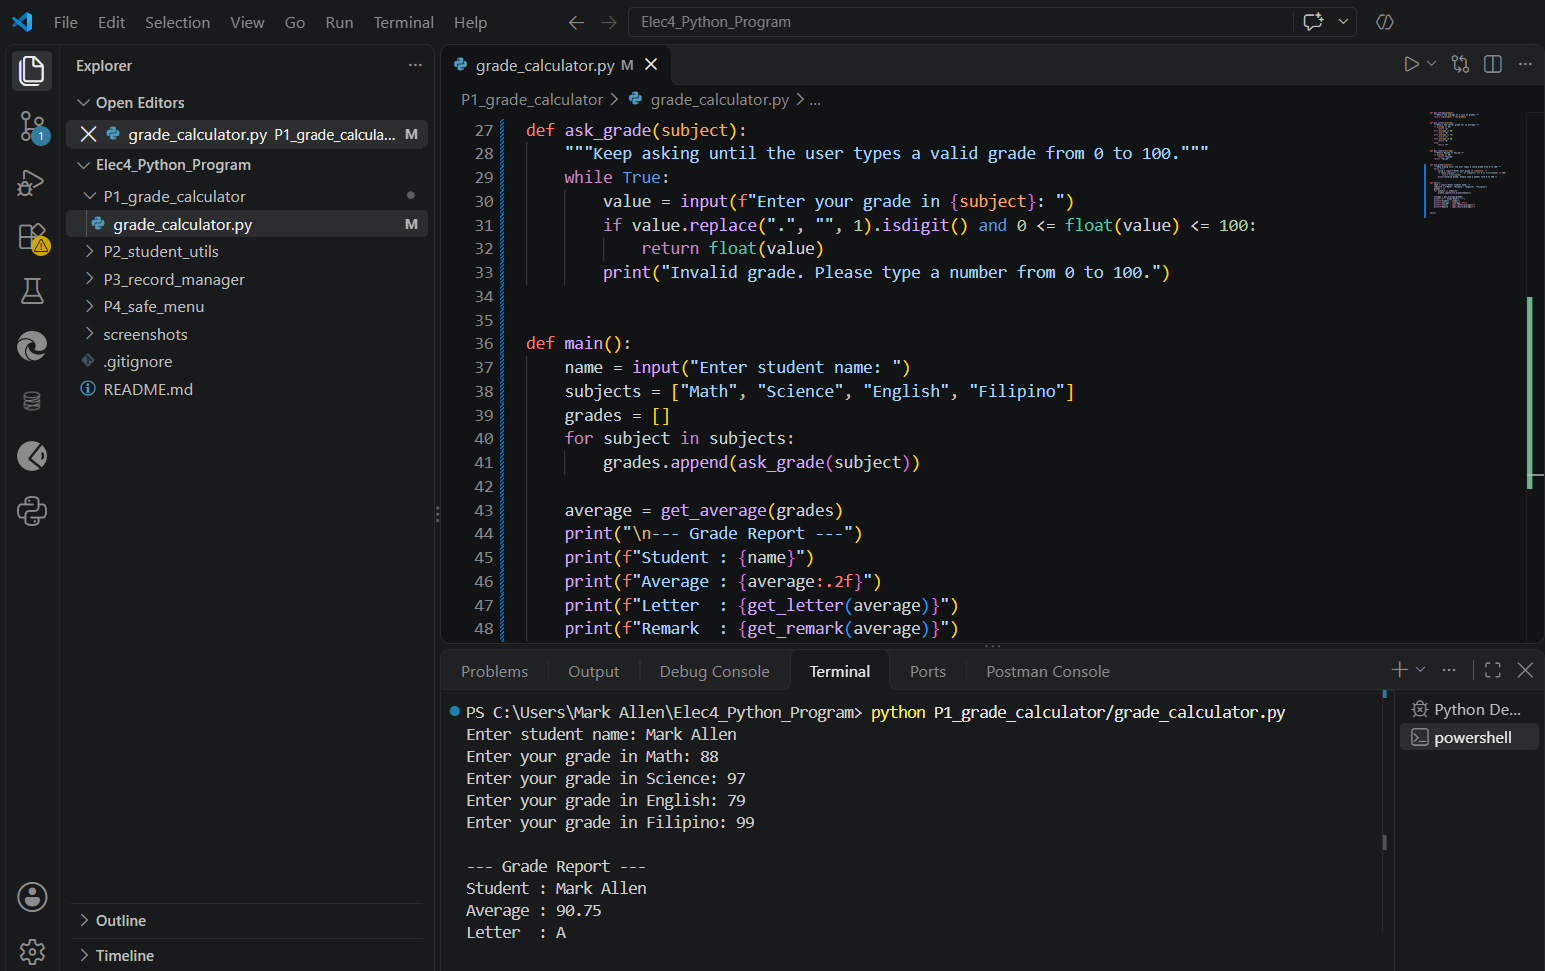 File Edit Selection View Go Run Terminal Help
Elec4_Python_Program
Explorer
Open Editors
grade_calculator.py P1_grade_calcula... M
Elec4_Python_Program
P1_grade_calculator
grade_calculator.py M
P2_student_utils
P3_record_manager
P4_safe_menu
screenshots
.gitignore
README.md
Outline
Timeline
1
grade_calculator.py M
P1_grade_calculator > grade_calculator.py > ...
27 def ask_grade(subject):
28     """Keep asking until the user types a valid grade from 0 to 100."""
29     while True:
30         value = input(f"Enter your grade in {subject}: ")
31         if value.replace(".", "", 1).isdigit() and 0 <= float(value) <= 100:
32             return float(value)
33         print("Invalid grade. Please type a number from 0 to 100.")
34
35
36 def main():
37     name = input("Enter student name: ")
38     subjects = ["Math", "Science", "English", "Filipino"]
39     grades = []
40     for subject in subjects:
41         grades.append(ask_grade(subject))
42
43     average = get_average(grades)
44     print("\n--- Grade Report ---")
45     print(f"Student : {name}")
46     print(f"Average : {average:.2f}")
47     print(f"Letter  : {get_letter(average)}")
48     print(f"Remark  : {get_remark(average)}")
Problems Output Debug Console Terminal Ports Postman Console
PS C:\Users\Mark Allen\Elec4_Python_Program> python P1_grade_calculator/grade_calculator.py
Enter student name: Mark Allen
Enter your grade in Math: 88
Enter your grade in Science: 97
Enter your grade in English: 79
Enter your grade in Filipino: 99
--- Grade Report ---
Student : Mark Allen
Average : 90.75
Letter  : A
Python De...
powershell